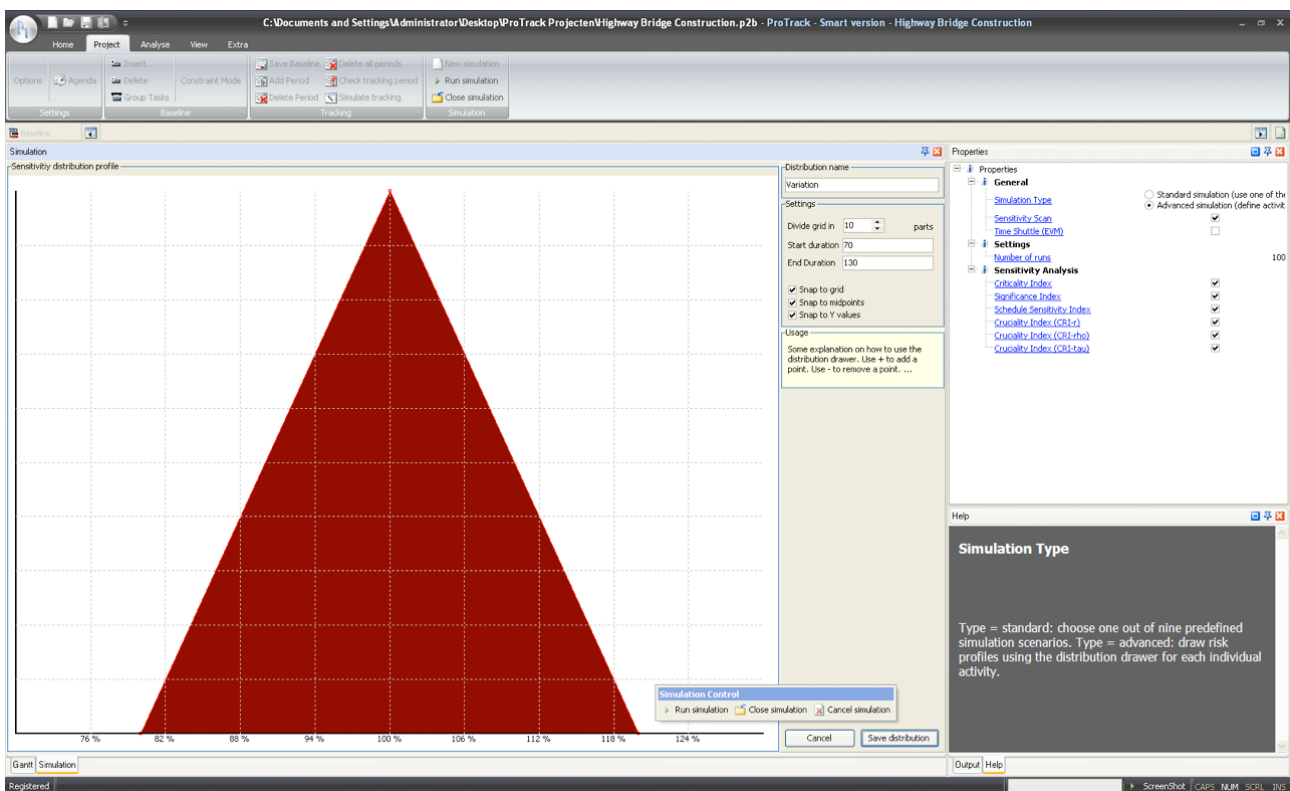 C:\Documents and Settings\Administrator\Desktop\ProTrack Projecten\Highway Bridge Construction.p2b - ProTrack - Smart version - Highway Bridge Construction
Home Project Analyse View Extra
Options Agenda Insert Delete Group Tasks Constraint Mode
Save Baseline Delete all periods
Add Period Check tracking period
Delete Period Simulate tracking
New simulation
Run simulation
Close simulation
Settings Baseline Tracking Simulation
Baseline
Simulation
Sensitivitiy distribution profile
76 % 82 % 88 % 94 % 100 % 106 % 112 % 118 % 124 %
Distribution name
Variation
Settings
Divide grid in 10 parts
Start duration 70
End Duration 130
Snap to grid
Snap to midpoints
Snap to Y values
Usage
Some explanation on how to use the
distribution drawer. Use + to add a
point. Use - to remove a point. ...
Simulation Control
Run simulation Close simulation Cancel simulation
Cancel Save distribution
Gantt Simulation
Properties
Properties
General
Simulation Type
Standard simulation (use one of the
Advanced simulation (define activit
Sensitivity Scan
Time Shuttle (EVM)
Settings
Number of runs 100
Sensitivity Analysis
Criticality Index
Significance Index
Schedule Sensitivity Index
Cruciality Index (CRI-r)
Cruciality Index (CRI-rho)
Cruciality Index (CRI-tau)
Help
Simulation Type
Type = standard: choose one out of nine predefined
simulation scenarios. Type = advanced: draw risk
profiles using the distribution drawer for each individual
activity.
Output Help
Registered
ScreenShot CAPS NUM SCRL INS